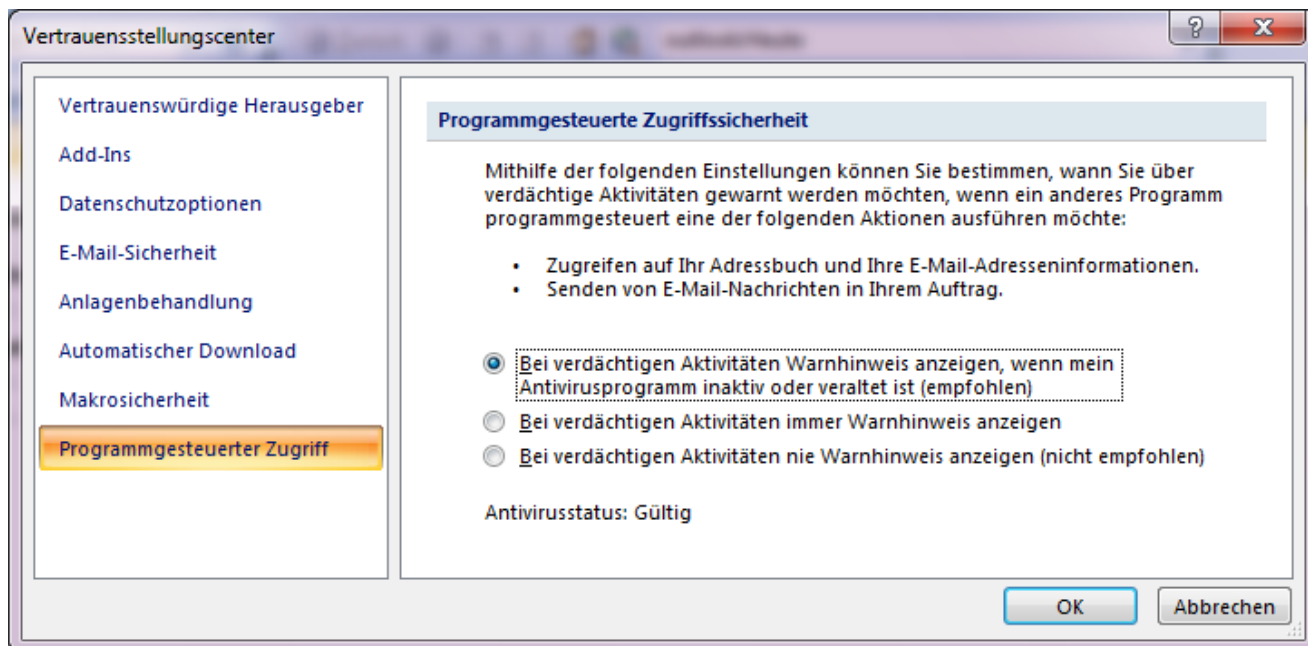 Vertrauensstellungscenter
Vertrauenswürdige Herausgeber
Add-Ins
Datenschutzoptionen
E-Mail-Sicherheit
Anlagenbehandlung
Automatischer Download
Makrosicherheit
Programmgesteuerter Zugriff
Programmgesteuerte Zugriffssicherheit
Mithilfe der folgenden Einstellungen können Sie bestimmen, wann Sie über
verdächtige Aktivitäten gewarnt werden möchten, wenn ein anderes Programm
programmgesteuert eine der folgenden Aktionen ausführen möchte:
• Zugreifen auf Ihr Adressbuch und Ihre E-Mail-Adresseninformationen.
• Senden von E-Mail-Nachrichten in Ihrem Auftrag.
Bei verdächtigen Aktivitäten Warnhinweis anzeigen, wenn mein
Antivirusprogramm inaktiv oder veraltet ist (empfohlen)
Bei verdächtigen Aktivitäten immer Warnhinweis anzeigen
Bei verdächtigen Aktivitäten nie Warnhinweis anzeigen (nicht empfohlen)
Antivirusstatus: Gültig
OK
Abbrechen